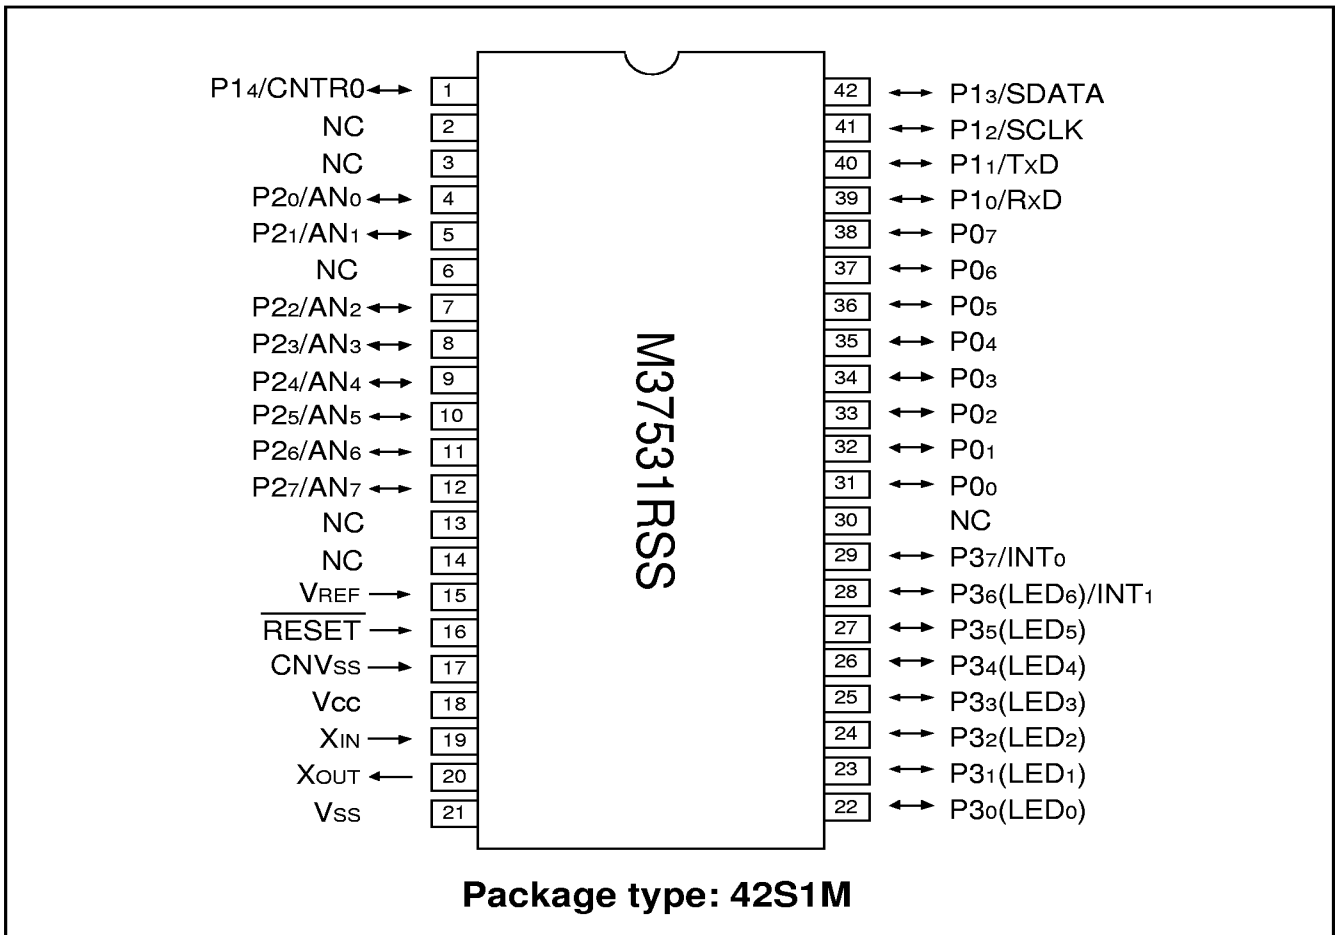 P14/CNTR0 1
NC 2
NC 3
P20/AN0 4
P21/AN1 5
NC 6
P22/AN2 7
P23/AN3 8
P24/AN4 9
P25/AN5 10
P26/AN6 11
P27/AN7 12
NC 13
NC 14
VREF 15
RESET 16
CNVSS 17
Vcc 18
XIN 19
XOUT 20
VSS 21
M37531RSS
42 P13/SDATA
41 P12/SCLK
40 P11/TxD
39 P10/RxD
38 P07
37 P06
36 P05
35 P04
34 P03
33 P02
32 P01
31 P00
30 NC
29 P37/INT0
28 P36(LED6)/INT1
27 P35(LED5)
26 P34(LED4)
25 P33(LED3)
24 P32(LED2)
23 P31(LED1)
22 P30(LED0)
Package type: 42S1M